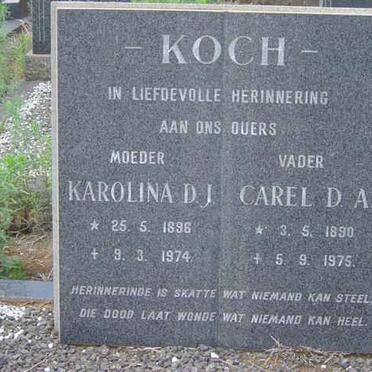 - KOCH -
IN LIEFDEVOLLE HERINNERING
AAN ONS OUERS
MOEDER VADER
KAROLINA D.J. CAREL D.A.
* 25. 5. 1896 * 3. 5. 1890
+ 9. 3. 1974. + 5. 9. 1975.
HERINNERINGE IS SKATTE WAT NIEMAND KAN STEEL,
DIE DOOD LAAT WONDE WAT NIEMAND KAN HEEL.